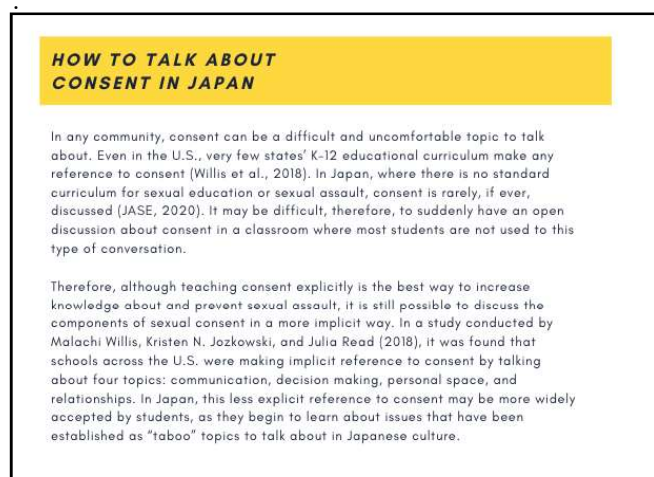 HOW TO TALK ABOUT
CONSENT IN JAPAN
In any community, consent can be a difficult and uncomfortable topic to talk
about. Even in the U.S., very few states' K-12 educational curriculum make any
reference to consent (Willis et al., 2018). In Japan, where there is no standard
curriculum for sexual education or sexual assault, consent is rarely, if ever,
discussed (JASE, 2020). It may be difficult, therefore, to suddenly have an open
discussion about consent in a classroom where most students are not used to this
type of conversation.
Therefore, although teaching consent explicitly is the best way to increase
knowledge about and prevent sexual assault, it is still possible to discuss the
components of sexual consent in a more implicit way. In a study conducted by
Malachi Willis, Kristen N. Jozkowski, and Julia Read (2018), it was found that
schools across the U.S. were making implicit reference to consent by talking
about four topics: communication, decision making, personal space, and
relationships. In Japan, this less explicit reference to consent may be more widely
accepted by students, as they begin to learn about issues that have been
established as “taboo” topics to talk about in Japanese culture.